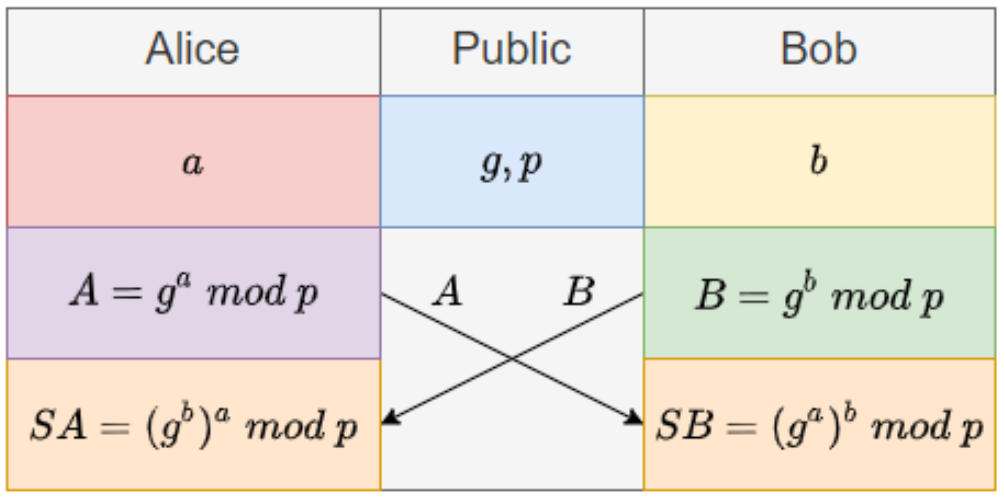 Alice Public Bob
a g, p b
A = g^a mod p A B B = g^b mod p
SA = (g^b)^a mod p SB = (g^a)^b mod p